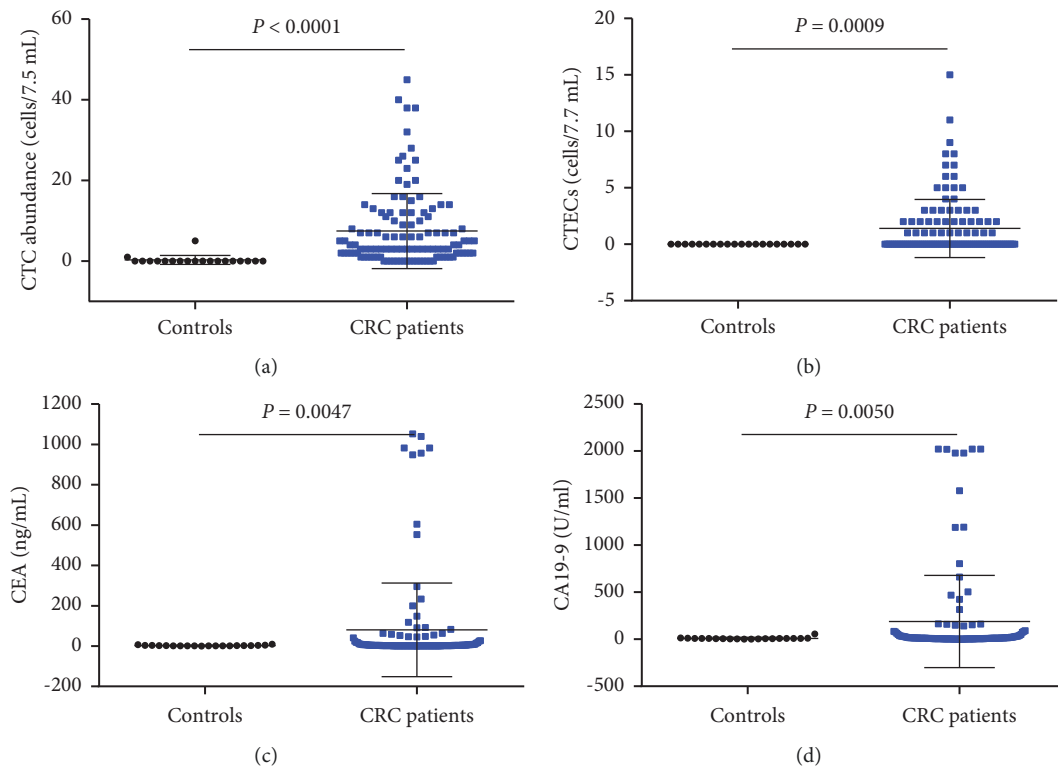 P < 0.0001
CTC abundance (cells/7.5 mL)
60
40
20
0
Controls
CRC patients
(a)
P = 0.0009
CTECs (cells/7.7 mL)
20
15
10
5
0
-5
Controls
CRC patients
(b)
P = 0.0047
CEA (ng/mL)
1200
1000
800
600
400
200
0
-200
Controls
CRC patients
(c)
P = 0.0050
CA19-9 (U/ml)
2500
2000
1500
1000
500
0
-500
Controls
CRC patients
(d)